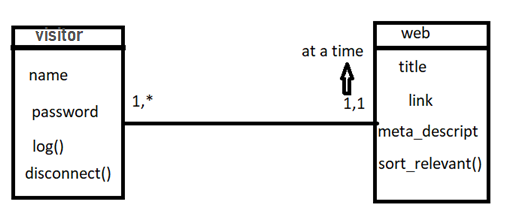 visitor
name
password
log()
disconnect()
1,*
at a time
1,1
web
title
link
meta_descript
sort_relevant()